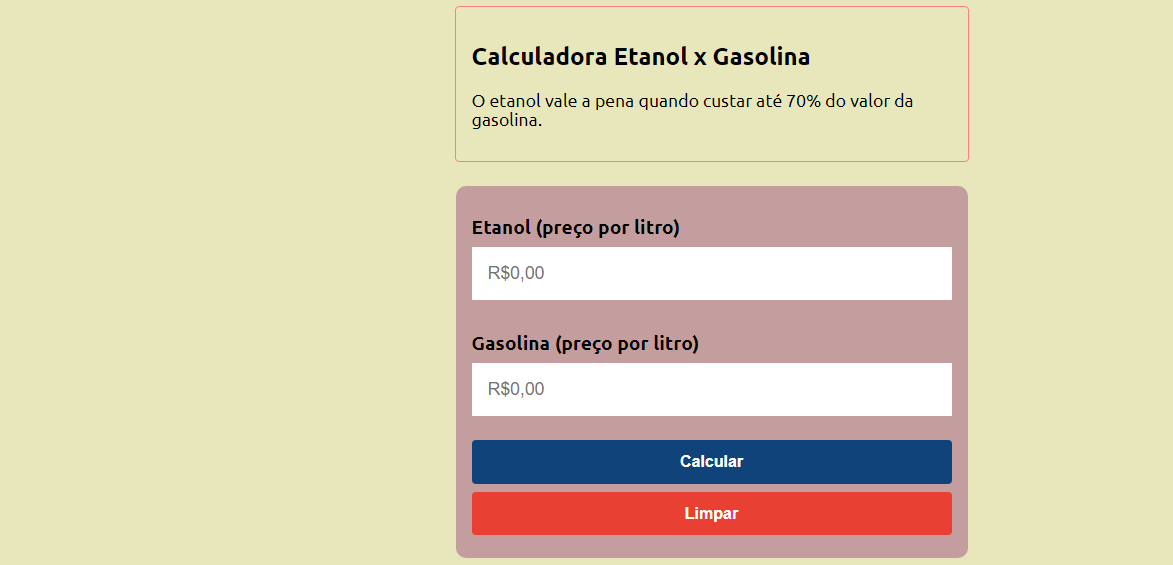 Calculadora Etanol x Gasolina
O etanol vale a pena quando custar até 70% do valor da
gasolina.
Etanol (preço por litro)
R$0,00
Gasolina (preço por litro)
R$0,00
Calcular
Limpar